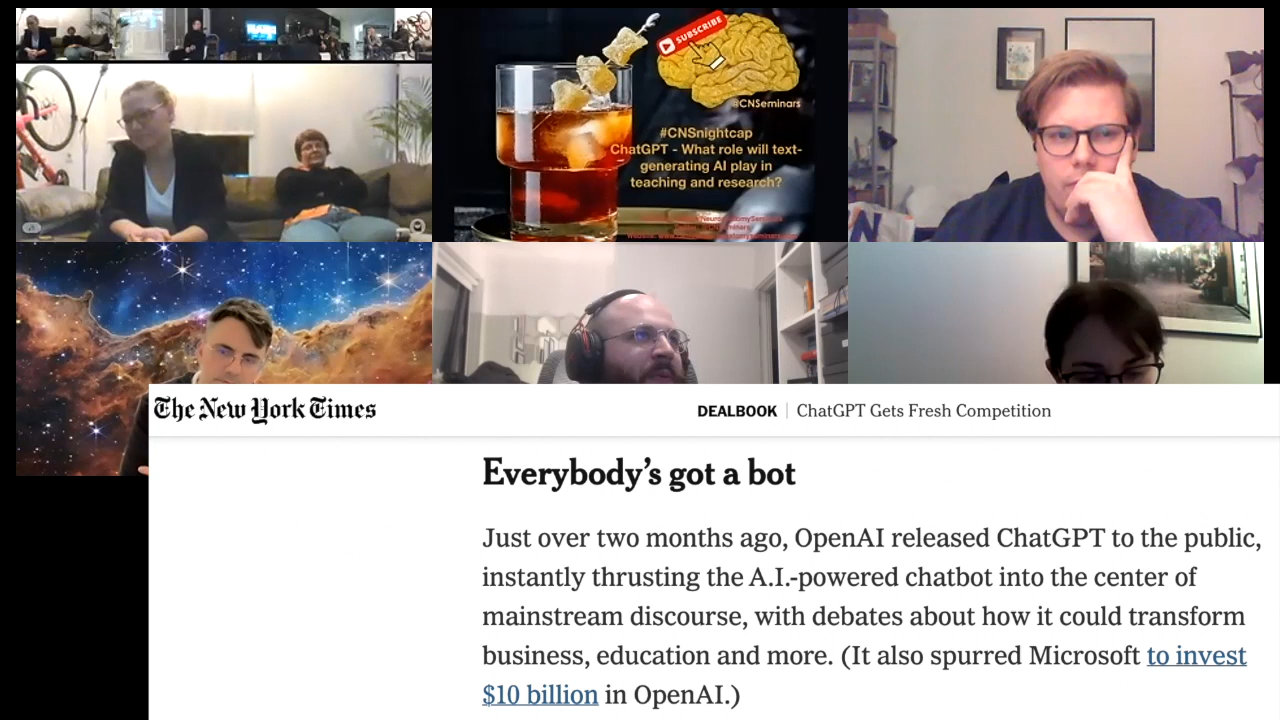 SUBSCRIBE
@CNSeminars
#CNSnightcap
ChatGPT - What role will text-
generating AI play in
teaching and research?
The New York Times
DEALBOOK | ChatGPT Gets Fresh Competition
Everybody’s got a bot
Just over two months ago, OpenAI released ChatGPT to the public,
instantly thrusting the A.I.-powered chatbot into the center of
mainstream discourse, with debates about how it could transform
business, education and more. (It also spurred Microsoft to invest
$10 billion in OpenAI.)